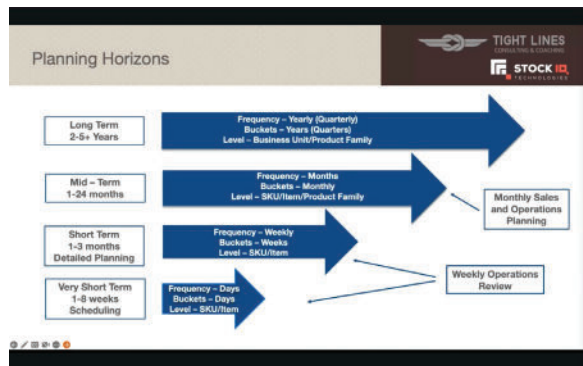 Planning Horizons
TIGHT LINES
CONSULTING & COACHING
STOCK IQ
TECHNOLOGIES
Long Term
2-5+ Years
Frequency – Yearly (Quarterly)
Buckets – Years (Quarters)
Level – Business Unit/Product Family
Mid – Term
1-24 months
Frequency – Months
Buckets – Monthly
Level – SKU/Item/Product Family
Monthly Sales
and Operations
Planning
Short Term
1-3 months
Detailed Planning
Frequency – Weekly
Buckets – Weeks
Level – SKU/Item
Weekly Operations
Review
Very Short Term
1-8 weeks
Scheduling
Frequency – Days
Buckets – Days
Level – SKU/Item